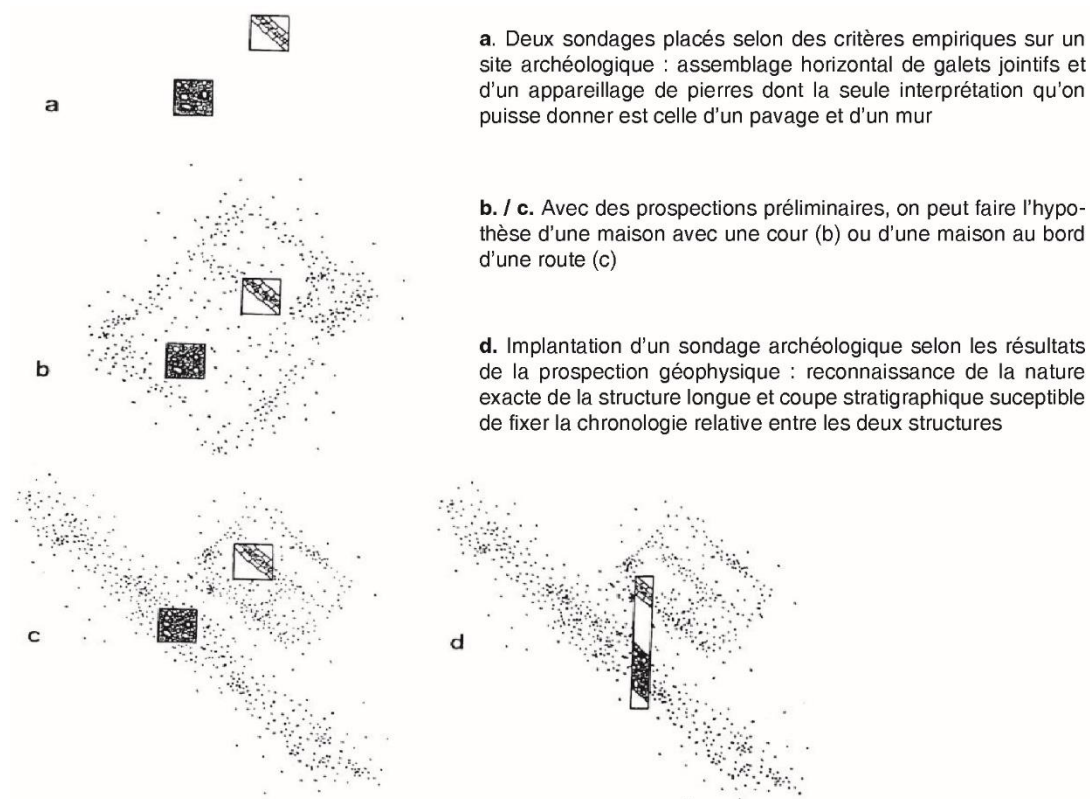 a. Deux sondages placés selon des critères empiriques sur un
site archéologique : assemblage horizontal de galets jointifs et
d'un appareillage de pierres dont la seule interprétation qu'on
puisse donner est celle d'un pavage et d'un mur
a
b. / c. Avec des prospections préliminaires, on peut faire l'hypo-
thèse d'une maison avec une cour (b) ou d'une maison au bord
d'une route (c)
b
d. Implantation d'un sondage archéologique selon les résultats
de la prospection géophysique : reconnaissance de la nature
exacte de la structure longue et coupe stratigraphique suceptible
de fixer la chronologie relative entre les deux structures
c
d